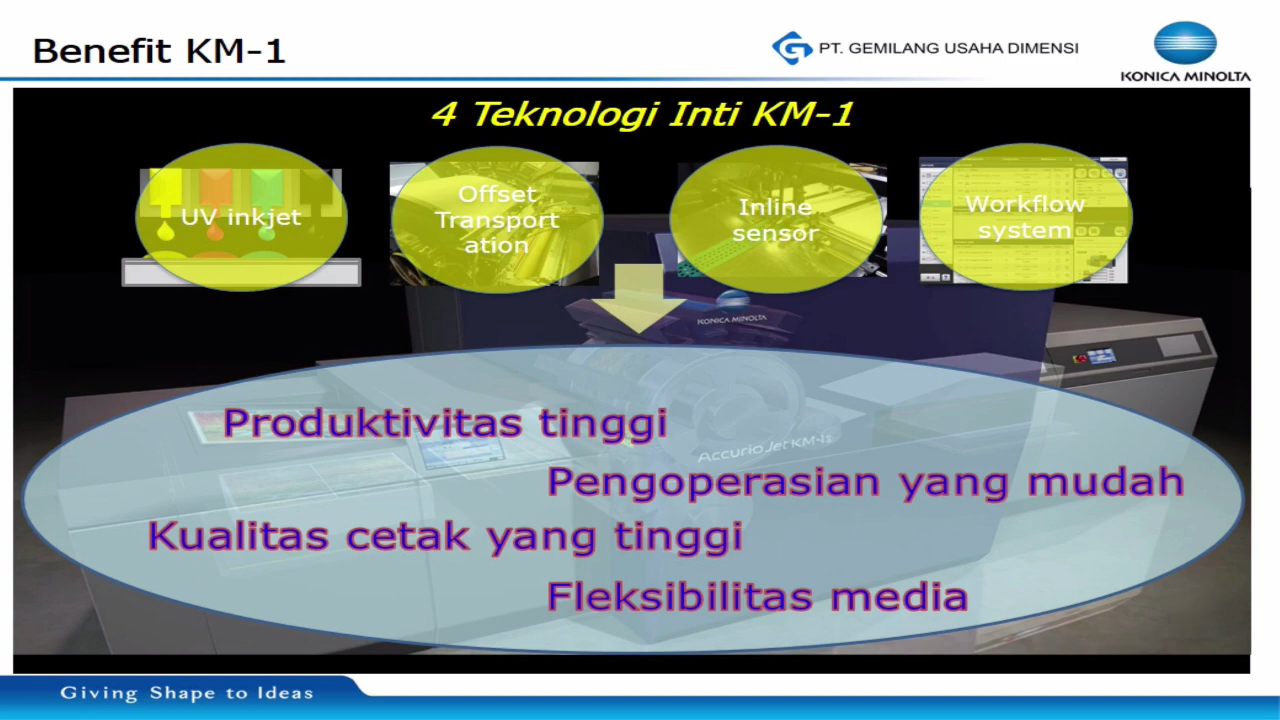 Benefit KM-1
PT. GEMILANG USAHA DIMENSI
KONICA MINOLTA
4 Teknologi Inti KM-1
UV inkjet
Offset
Transport
ation
Inline
sensor
Workflow
system
KONICA MINOLTA
AccurioJet KM-1s
Produktivitas tinggi
Pengoperasian yang mudah
Kualitas cetak yang tinggi
Fleksibilitas media
Giving Shape to Ideas